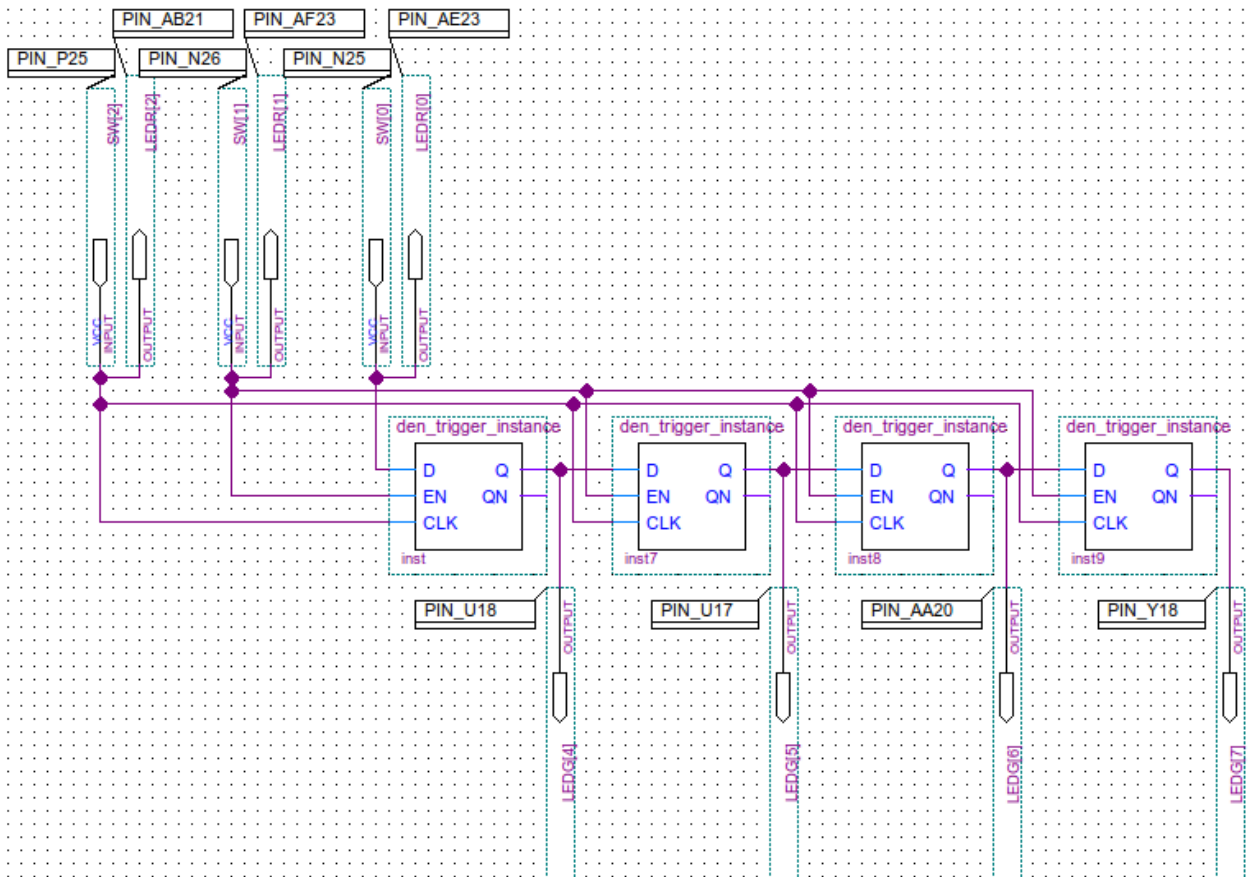 PIN_AB21
PIN_AF23
PIN_AE23
PIN_P25
PIN_N26
PIN_N25
SW[2]
LEDR[2]
SW[1]
LEDR[1]
SW[0]
LEDR[0]
VCC
INPUT
OUTPUT
VCC
INPUT
OUTPUT
VCC
INPUT
OUTPUT
den_trigger_instance
den_trigger_instance
den_trigger_instance
den_trigger_instance
D Q
EN QN
CLK
inst
D Q
EN QN
CLK
inst7
D Q
EN QN
CLK
inst8
D Q
EN QN
CLK
inst9
PIN_U18
OUTPUT
PIN_U17
OUTPUT
PIN_AA20
OUTPUT
PIN_Y18
OUTPUT
LEDG[4]
LEDG[5]
LEDG[6]
LEDG[7]